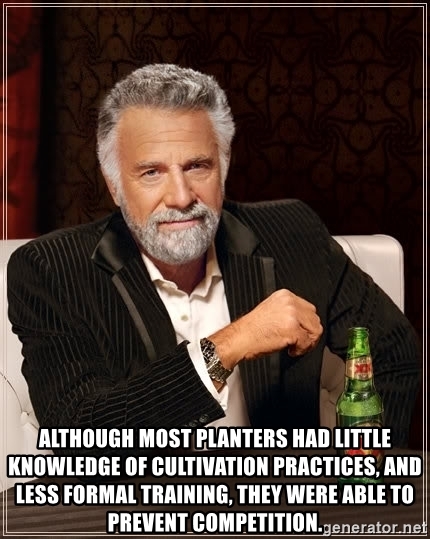 ALTHOUGH MOST PLANTERS HAD LITTLE
KNOWLEDGE OF CULTIVATION PRACTICES, AND
LESS FORMAL TRAINING, THEY WERE ABLE TO
PREVENT COMPETITION.
generator.net